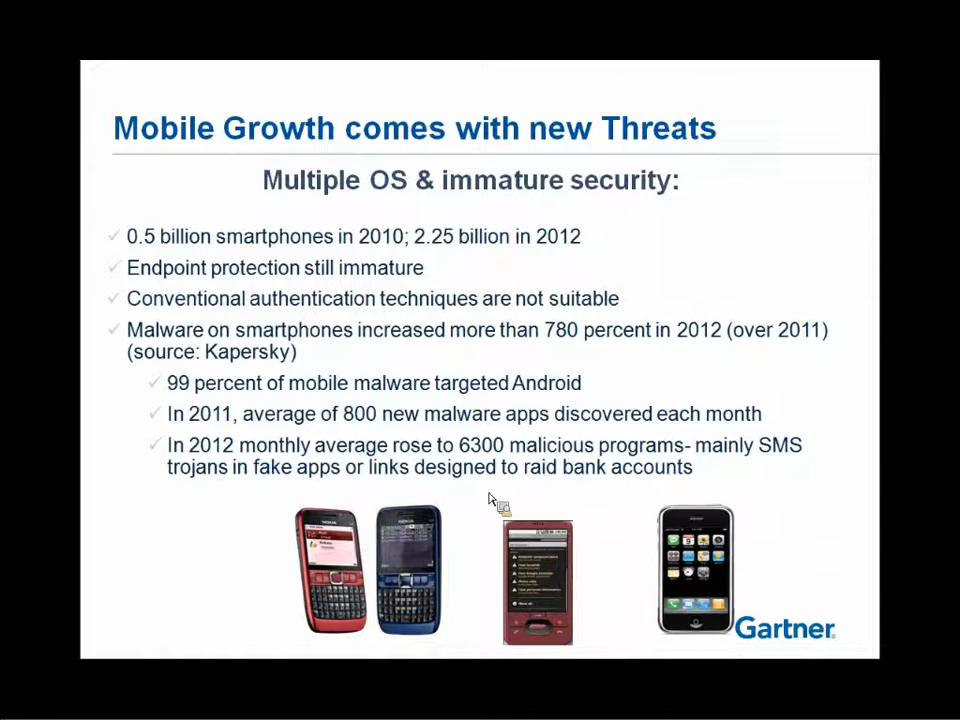 Mobile Growth comes with new Threats
Multiple OS & immature security:
0.5 billion smartphones in 2010; 2.25 billion in 2012
Endpoint protection still immature
Conventional authentication techniques are not suitable
Malware on smartphones increased more than 780 percent in 2012 (over 2011)
(source: Kapersky)
99 percent of mobile malware targeted Android
In 2011, average of 800 new malware apps discovered each month
In 2012 monthly average rose to 6300 malicious programs- mainly SMS
trojans in fake apps or links designed to raid bank accounts
NOKIA
NOKIA
Gartner